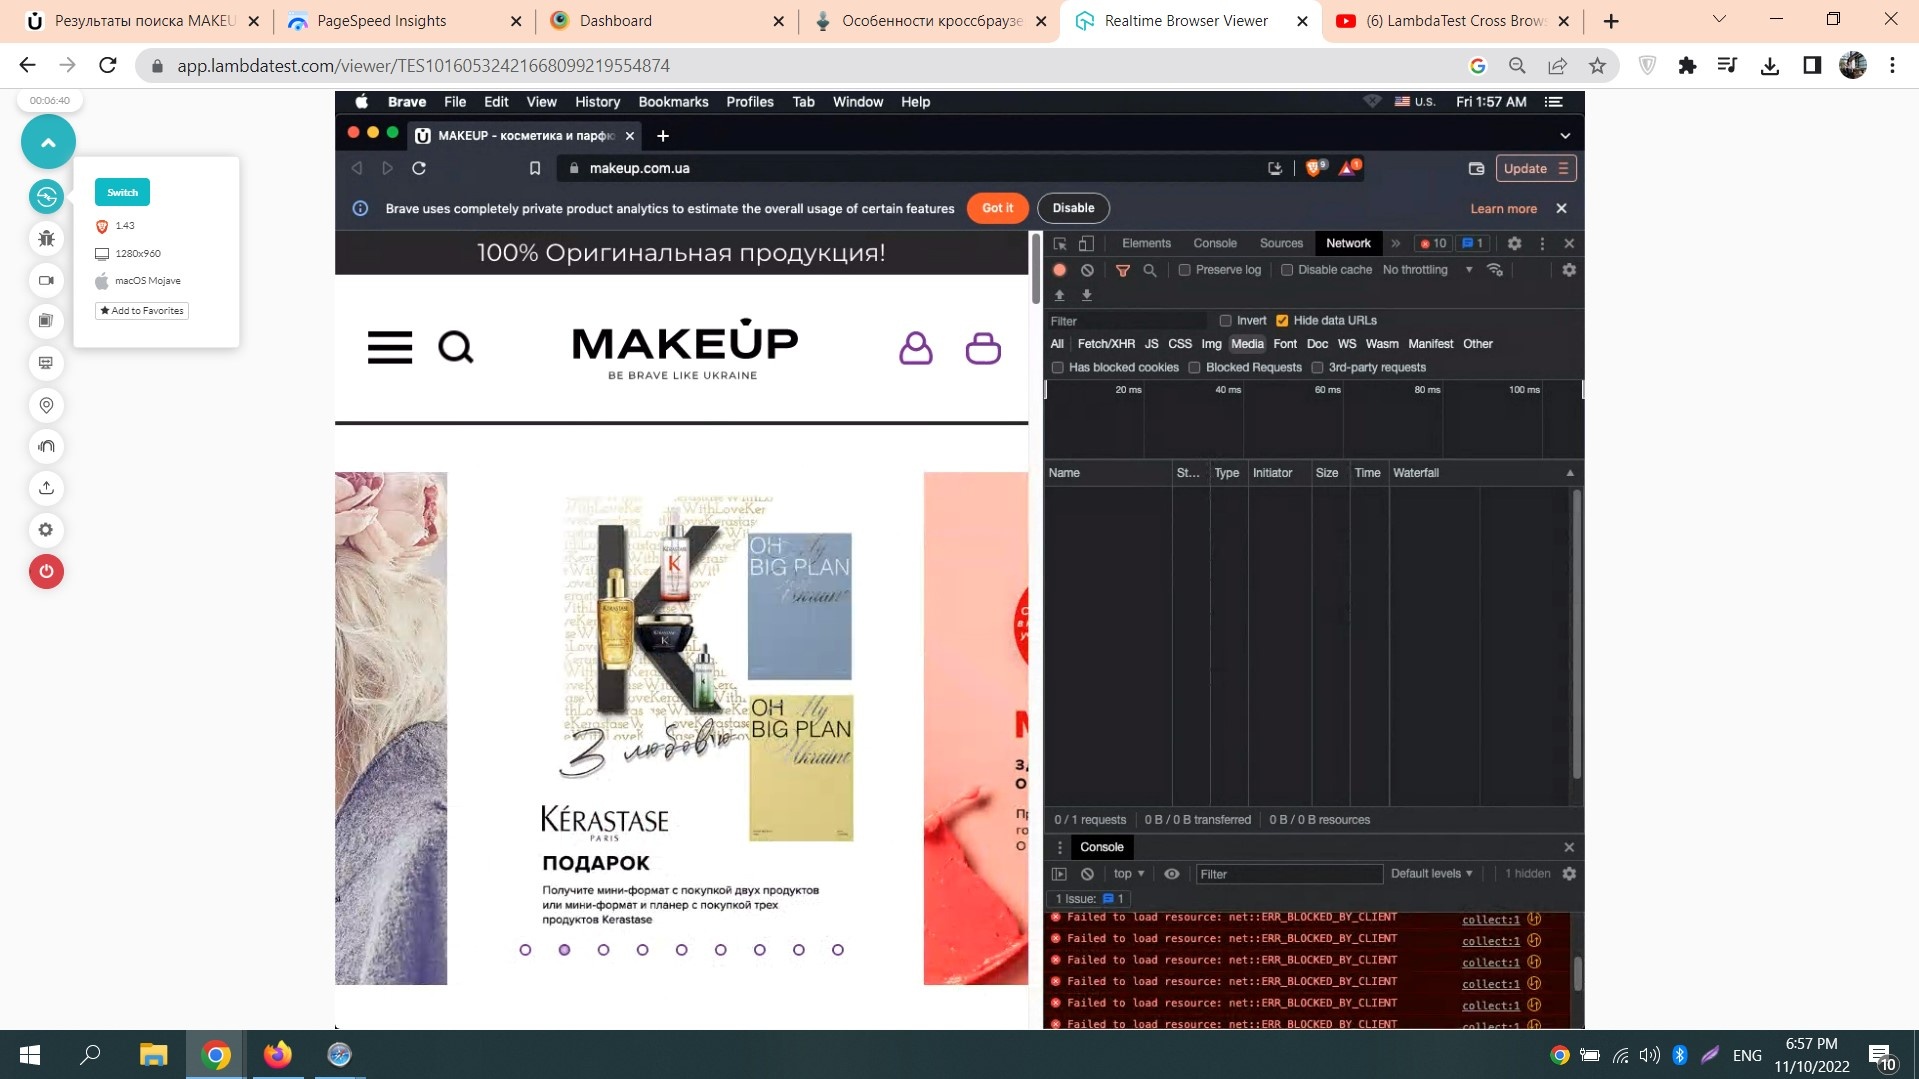 Результаты поиска MAKEU
PageSpeed Insights
Dashboard
Особенности кроссбраузе
Realtime Browser Viewer
(6) LambdaTest Cross Brow
app.lambdatest.com/viewer/TES10160532421668099219554874
00:06:40
Switch
1.43
1280x960
macOS Mojave
★ Add to Favorites
Brave File Edit View History Bookmarks Profiles Tab Window Help
U.S. Fri 1:57 AM
MAKEUP - косметика и парфю
makeup.com.ua
9
1
Update
Brave uses completely private product analytics to estimate the overall usage of certain features
Got it
Disable
Learn more
100% Оригинальная продукция!
MAKEUP
BE BRAVE LIKE UKRAINE
OH My
BIG PLAN
Ukraine
OH My
BIG PLAN
Ukraine
З любов'ю
KÉRASTASE
PARIS
ПОДАРОК
Получите мини-формат с покупкой двух продуктов
или мини-формат и планер с покупкой трех
продуктов Kerastase
Elements Console Sources Network » 10 1
Preserve log Disable cache No throttling
Filter Invert Hide data URLs
All Fetch/XHR JS CSS Img Media Font Doc WS Wasm Manifest Other
Has blocked cookies Blocked Requests 3rd-party requests
20 ms 40 ms 60 ms 80 ms 100 ms
Name St... Type Initiator Size Time Waterfall
0 / 1 requests 0 B / 0 B transferred 0 B / 0 B resources
Console
top Filter Default levels 1 hidden
1 Issue: 1
Failed to load resource: net::ERR_BLOCKED_BY_CLIENT collect:1
Failed to load resource: net::ERR_BLOCKED_BY_CLIENT collect:1
Failed to load resource: net::ERR_BLOCKED_BY_CLIENT collect:1
Failed to load resource: net::ERR_BLOCKED_BY_CLIENT collect:1
Failed to load resource: net::ERR_BLOCKED_BY_CLIENT collect:1
Failed to load resource: net::ERR_BLOCKED_BY_CLIENT collect:1
ENG
6:57 PM
11/10/2022
10